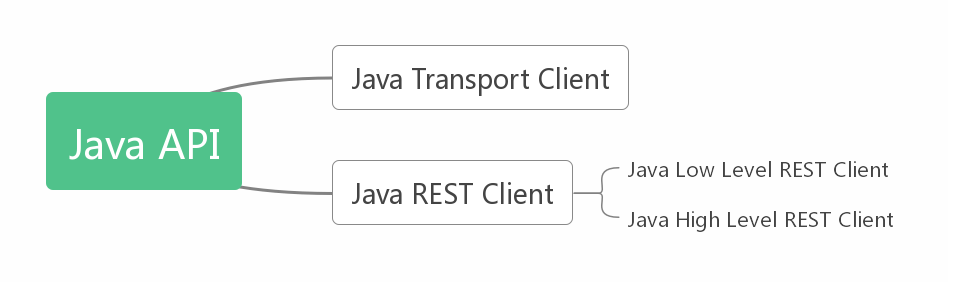 Java Transport Client
Java API
Java REST Client
Java Low Level REST Client
Java High Level REST Client